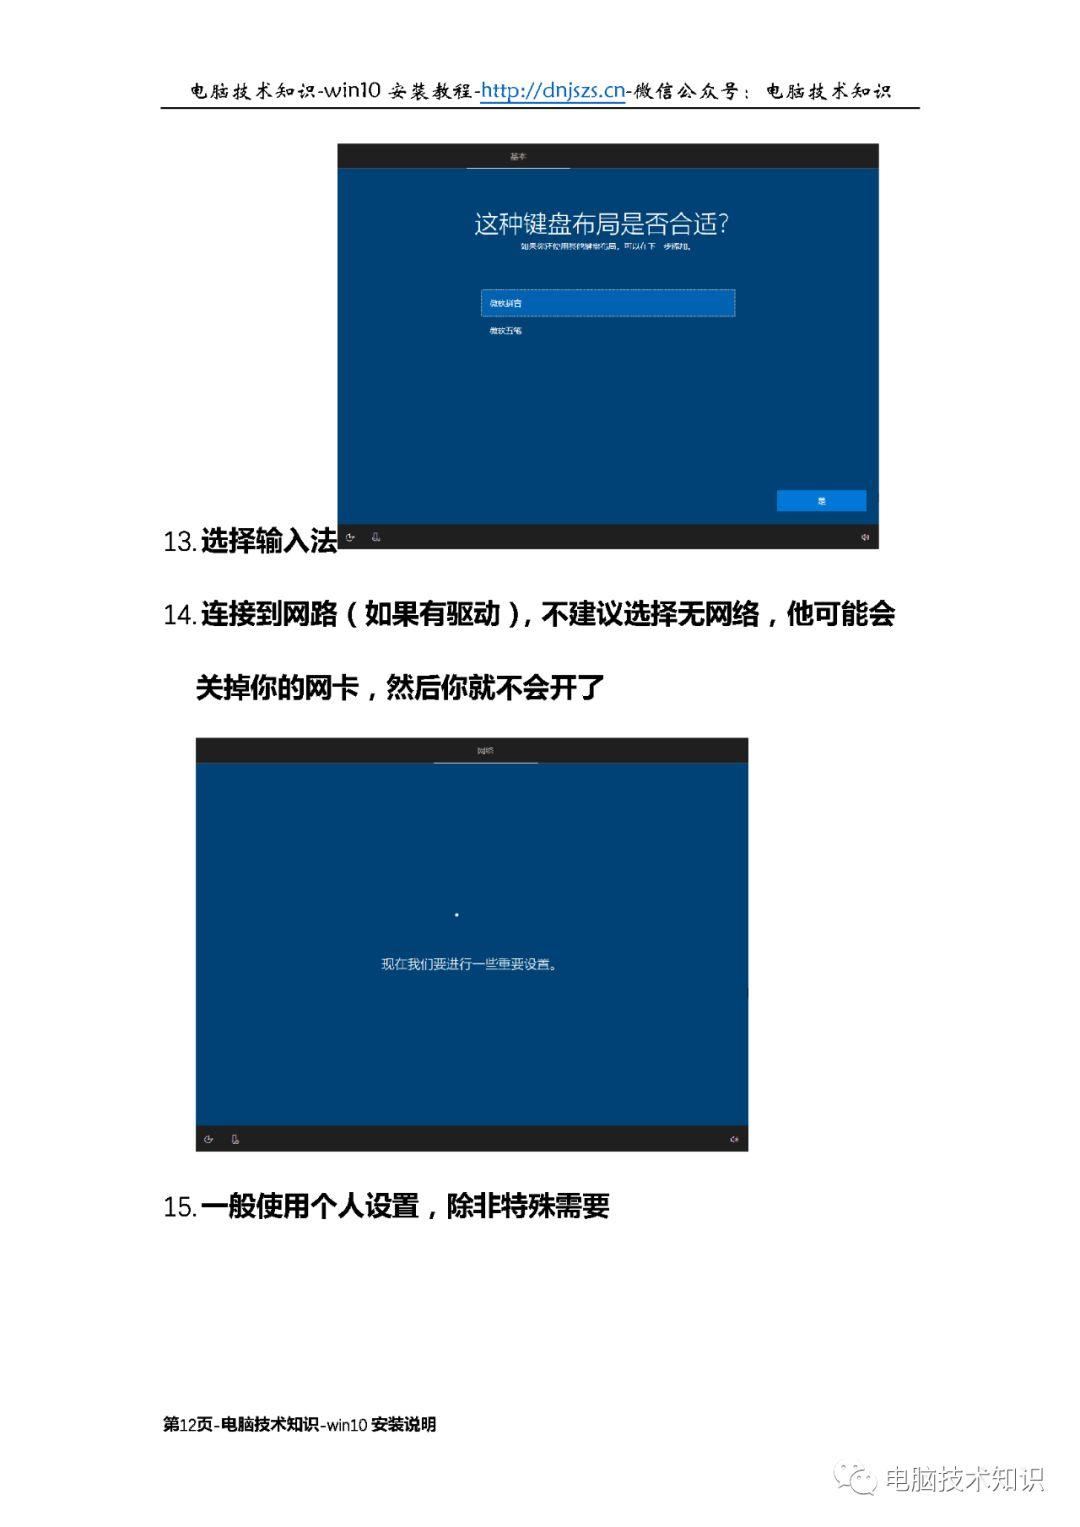 电脑技术知识-win10 安装教程-http://dnjszs.cn-微信公众号：电脑技术知识
基本
这种键盘布局是否合适?
如果你还使用其他键盘布局，可以在下一步添加。
微软拼音
微软五笔
是
13. 选择输入法
14. 连接到网路（如果有驱动），不建议选择无网络，他可能会
关掉你的网卡，然后你就不会开了
网络
现在我们要进行一些重要设置。
15. 一般使用个人设置，除非特殊需要
第12页-电脑技术知识-win10 安装说明
电脑技术知识